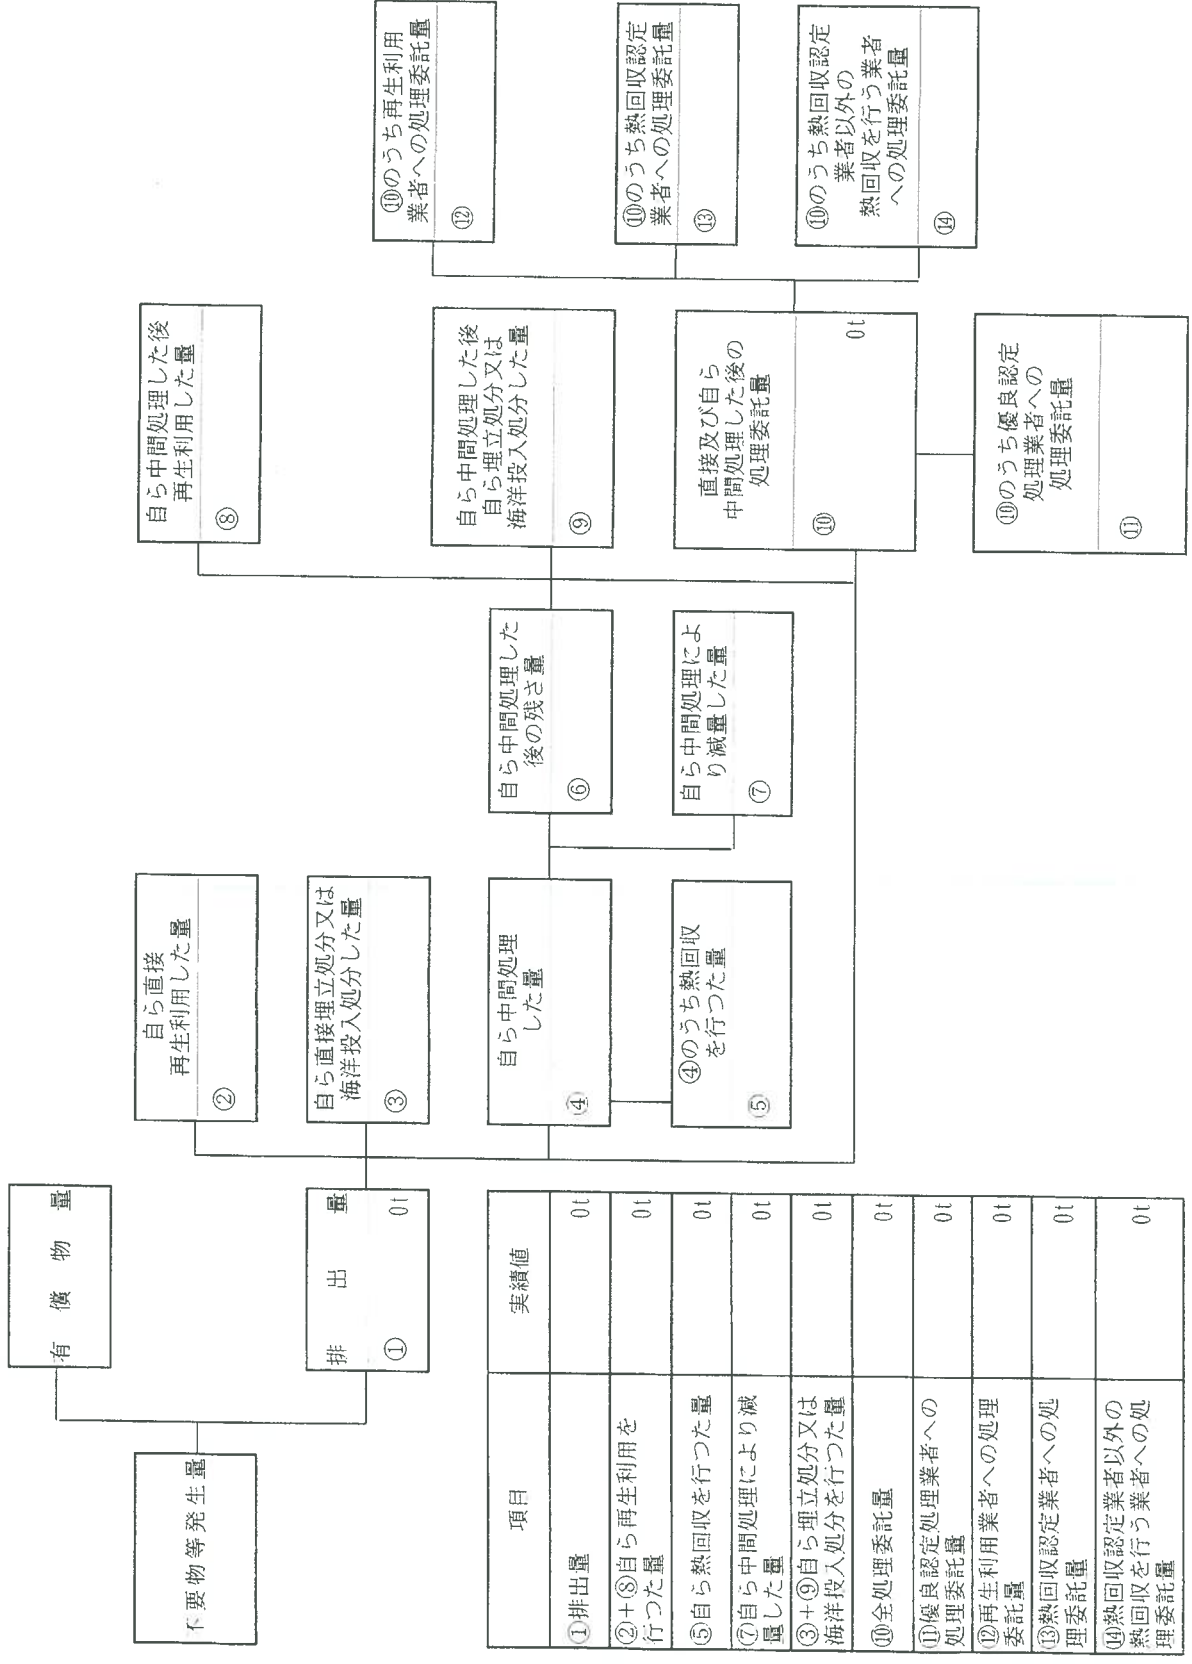 不要物等発生量
有償物量
排出量
①
0t
自ら直接
再生利用した量
②
自ら直接埋立処分又は
海洋投入処分した量
③
自ら中間処理
した量
④
④のうち熱回収
を行つた量
⑤
自ら中間処理した
後の残さ量
⑥
自ら中間処理によ
り減量した量
⑦
自ら中間処理した後
再生利用した量
⑧
自ら中間処理した後
自ら埋立処分又は
海洋投入処分した量
⑨
直接及び自ら
中間処理した後の
処理委託量
⑩
0t
⑩のうち優良認定
処理業者への
処理委託量
⑪
⑩のうち再生利用
業者への処理委託量
⑫
⑩のうち熱回収認定
業者への処理委託量
⑬
⑩のうち熱回収認定
業者以外の
熱回収を行う業者
への処理委託量
⑭
項目
実績値
①排出量
0t
②+⑧自ら再生利用を
行つた量
0t
⑤自ら熱回収を行つた量
0t
⑦自ら中間処理により減
量した量
0t
③+⑨自ら埋立処分又は
海洋投入処分を行つた量
0t
⑩全処理委託量
0t
⑪優良認定処理業者への
処理委託量
0t
⑫再生利用業者への処理
委託量
0t
⑬熱回収認定業者への処
理委託量
0t
⑭熱回収認定業者以外の
熱回収を行う業者への処
理委託量
0t